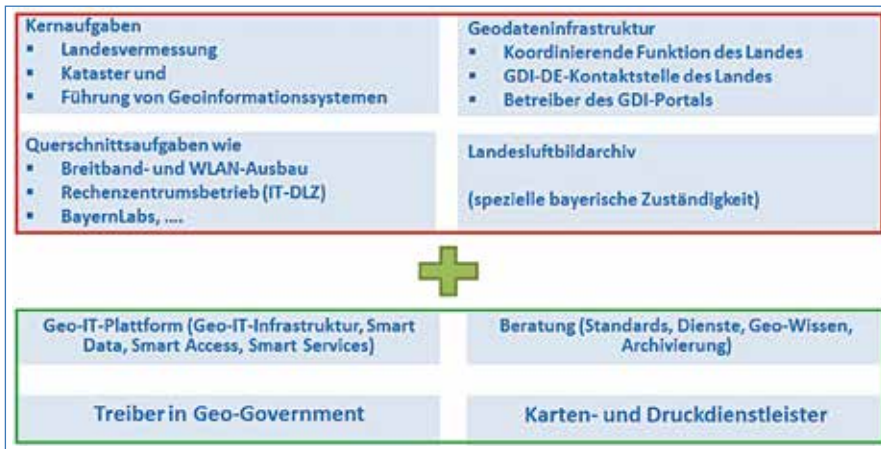 Kernaufgaben
▪ Landesvermessung
▪ Kataster und
▪ Führung von Geoinformationssystemen
Geodateninfrastruktur
▪ Koordinierende Funktion des Landes
▪ GDI-DE-Kontaktstelle des Landes
▪ Betreiber des GDI-Portals
Querschnittsaufgaben wie
▪ Breitband- und WLAN-Ausbau
▪ Rechenzentrumsbetrieb (IT-DLZ)
▪ BayernLabs, ....
Landesluftbildarchiv
(spezielle bayerische Zuständigkeit)
Geo-IT-Plattform (Geo-IT-Infrastruktur, Smart
Data, Smart Access, Smart Services)
Beratung (Standards, Dienste, Geo-Wissen,
Archivierung)
Treiber in Geo-Government
Karten- und Druckdienstleister